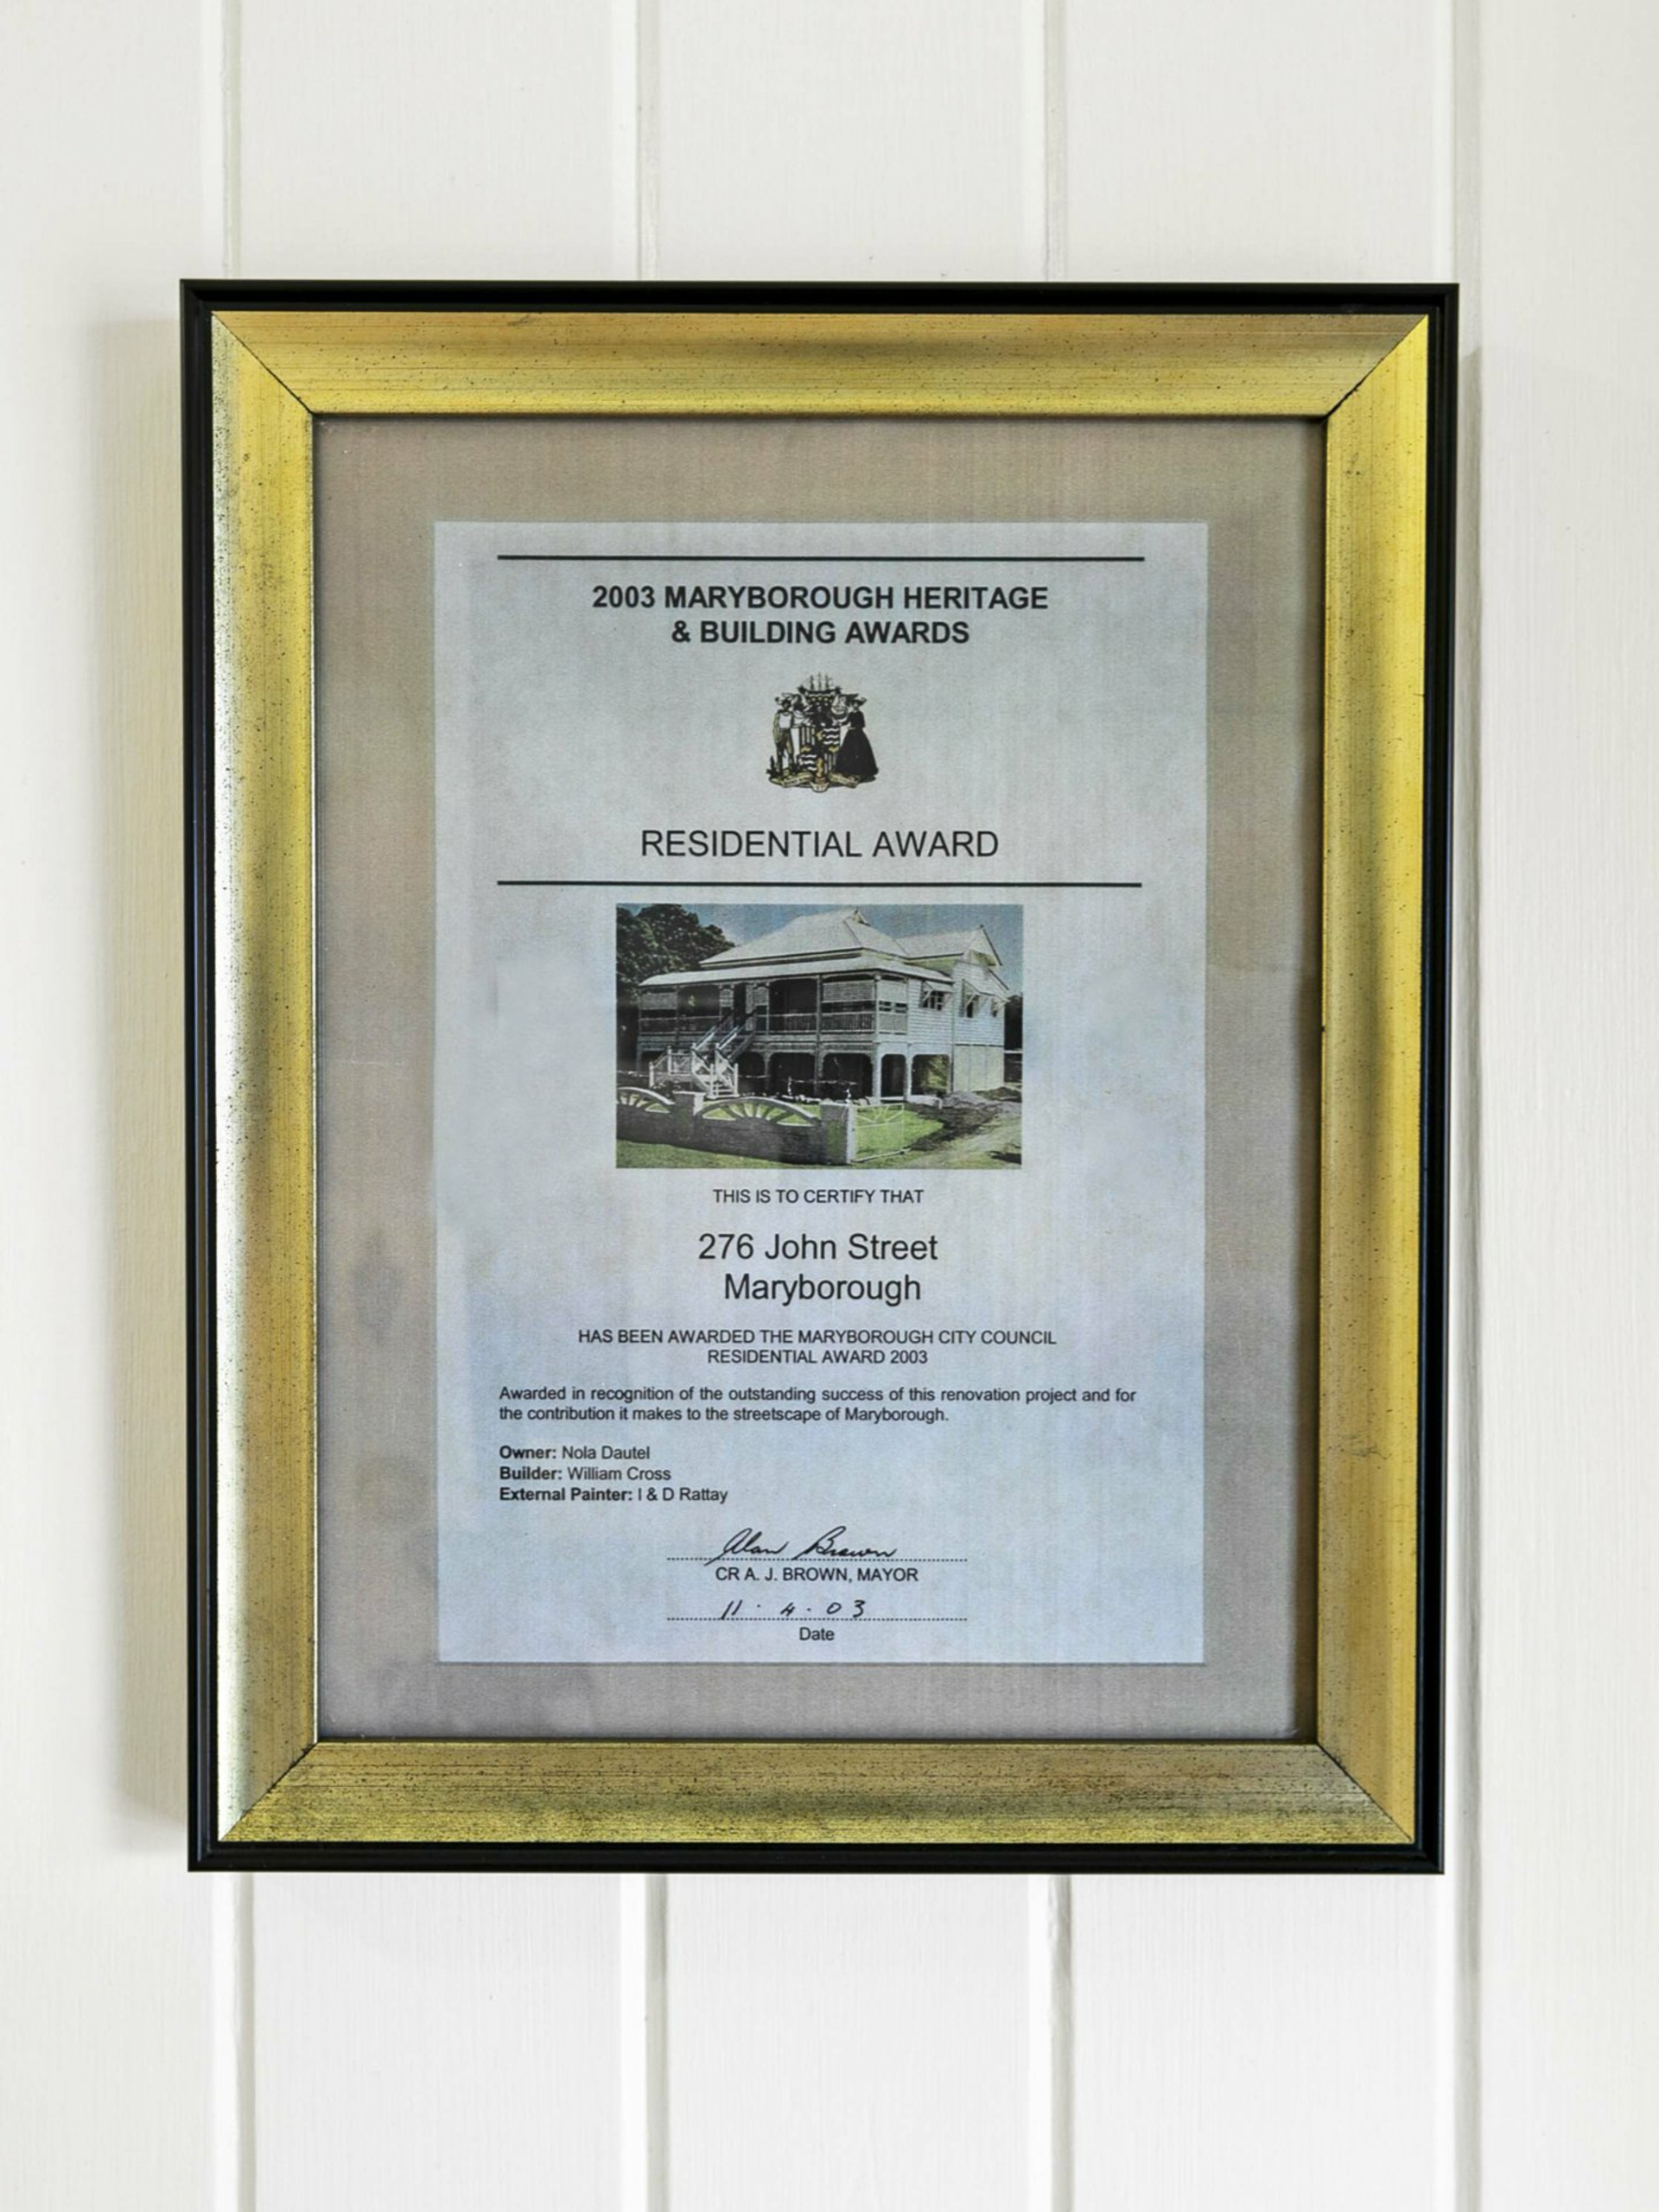 2003 MARYBOROUGH HERITAGE
& BUILDING AWARDS
RESIDENTIAL AWARD
THIS IS TO CERTIFY THAT
276 John Street
Maryborough
HAS BEEN AWARDED THE MARYBOROUGH CITY COUNCIL
RESIDENTIAL AWARD 2003
Awarded in recognition of the outstanding success of this renovation project and for
the contribution it makes to the streetscape of Maryborough.
Owner: Nola Dautel
Builder: William Cross
External Painter: I & D Rattay
Alan Brown
CR A. J. BROWN, MAYOR
11 . 4 . 03
Date